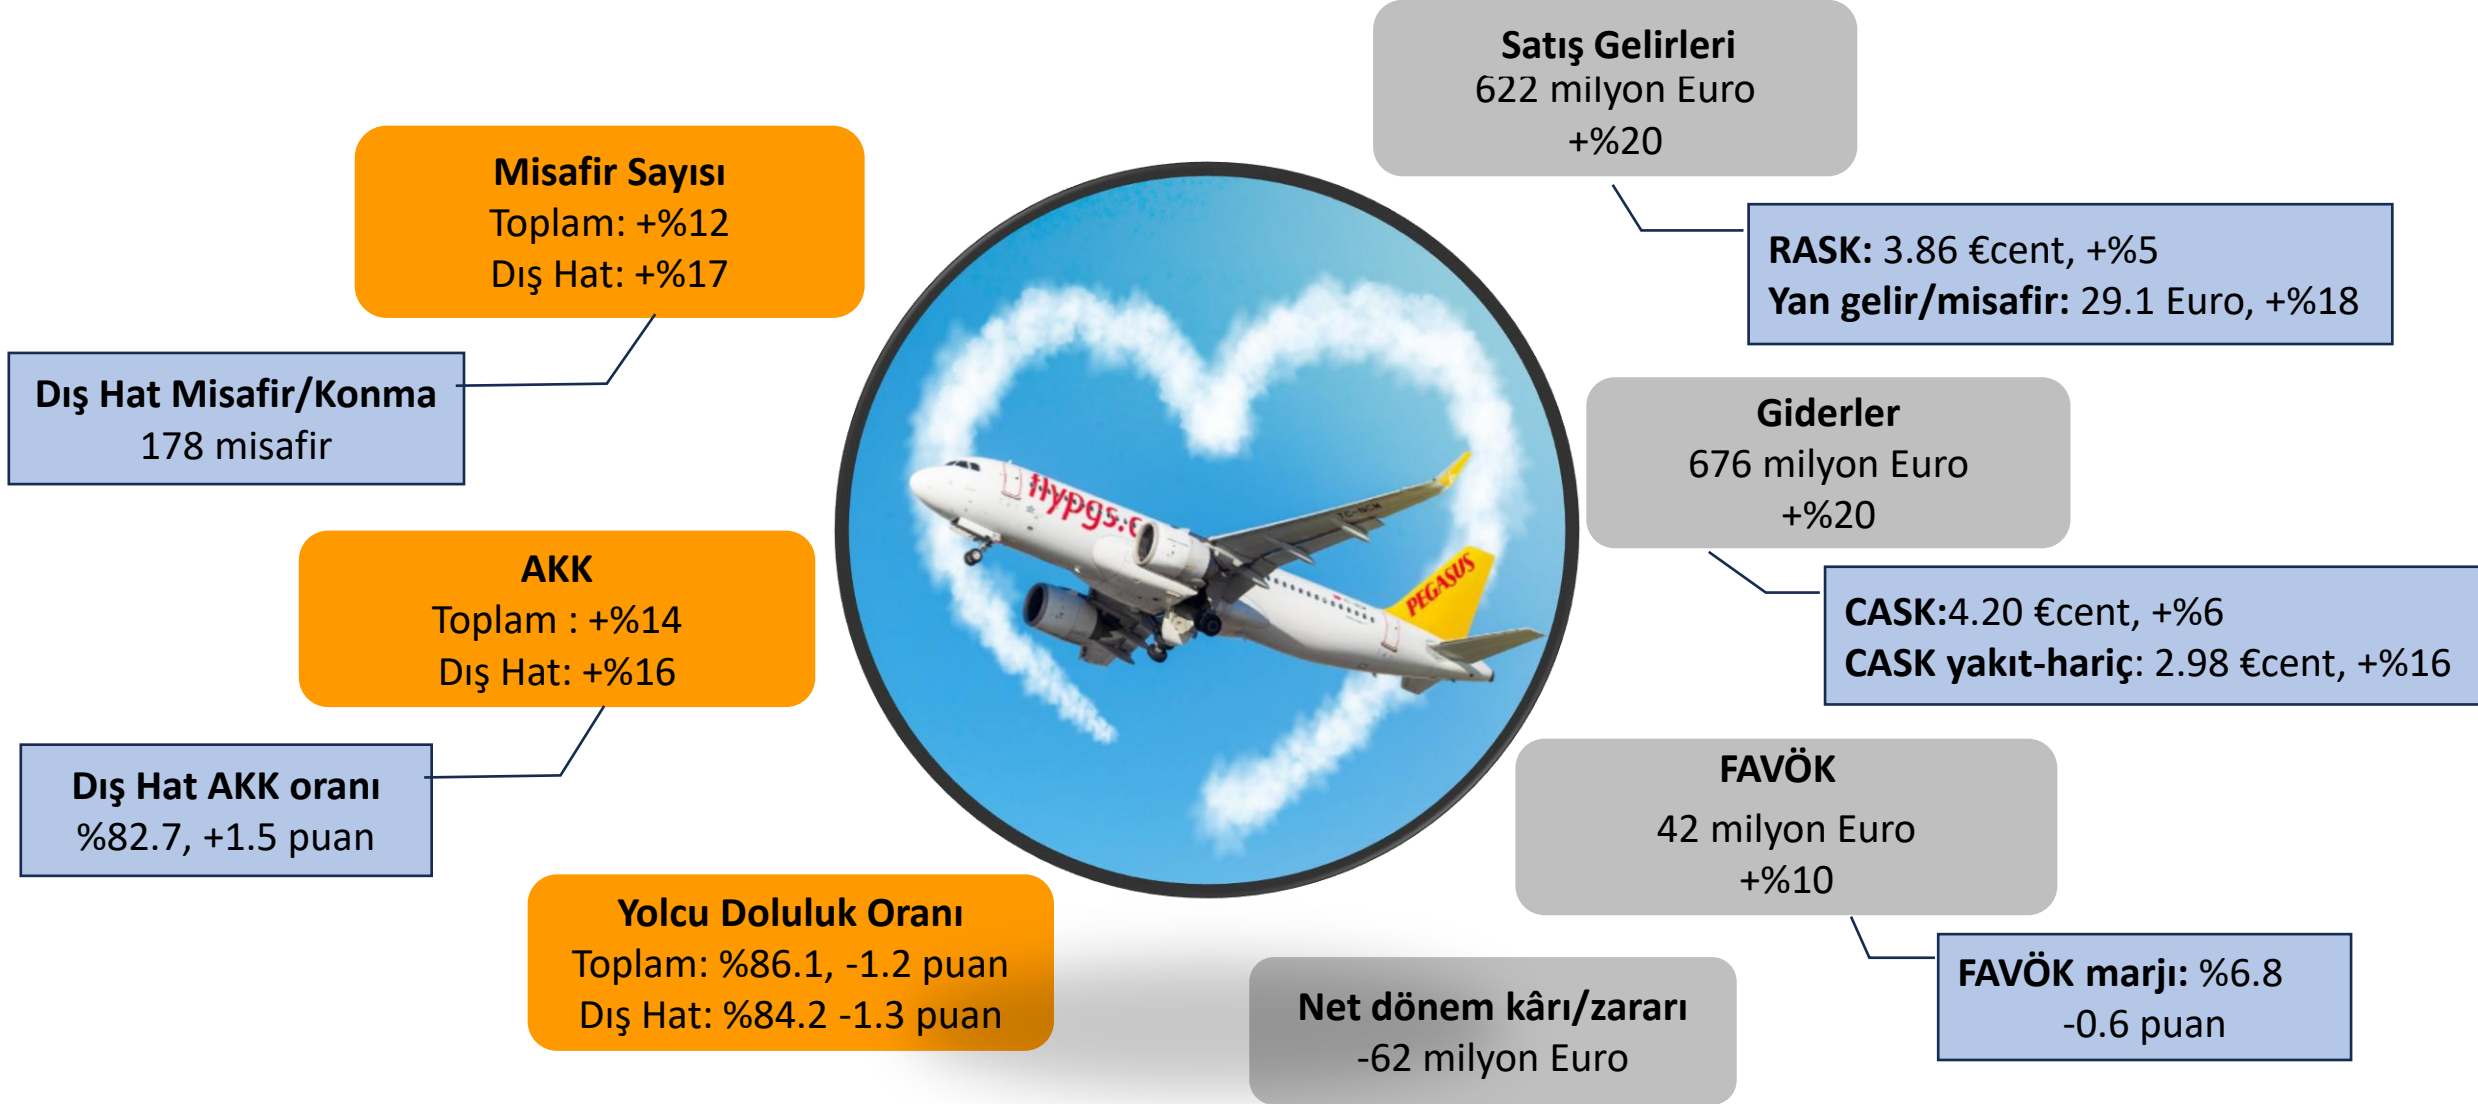 Satış Gelirleri
622 milyon Euro
+%20
RASK: 3.86 €cent, +%5
Yan gelir/misafir: 29.1 Euro, +%18
Misafir Sayısı
Toplam: +%12
Dış Hat: +%17
Dış Hat Misafir/Konma
178 misafir
Giderler
676 milyon Euro
+%20
CASK:4.20 €cent, +%6
CASK yakıt-hariç: 2.98 €cent, +%16
flypgs.c
TC-NCM
PEGASUS
AKK
Toplam : +%14
Dış Hat: +%16
Dış Hat AKK oranı
%82.7, +1.5 puan
FAVÖK
42 milyon Euro
+%10
FAVÖK marjı: %6.8
-0.6 puan
Yolcu Doluluk Oranı
Toplam: %86.1, -1.2 puan
Dış Hat: %84.2 -1.3 puan
Net dönem kârı/zararı
-62 milyon Euro